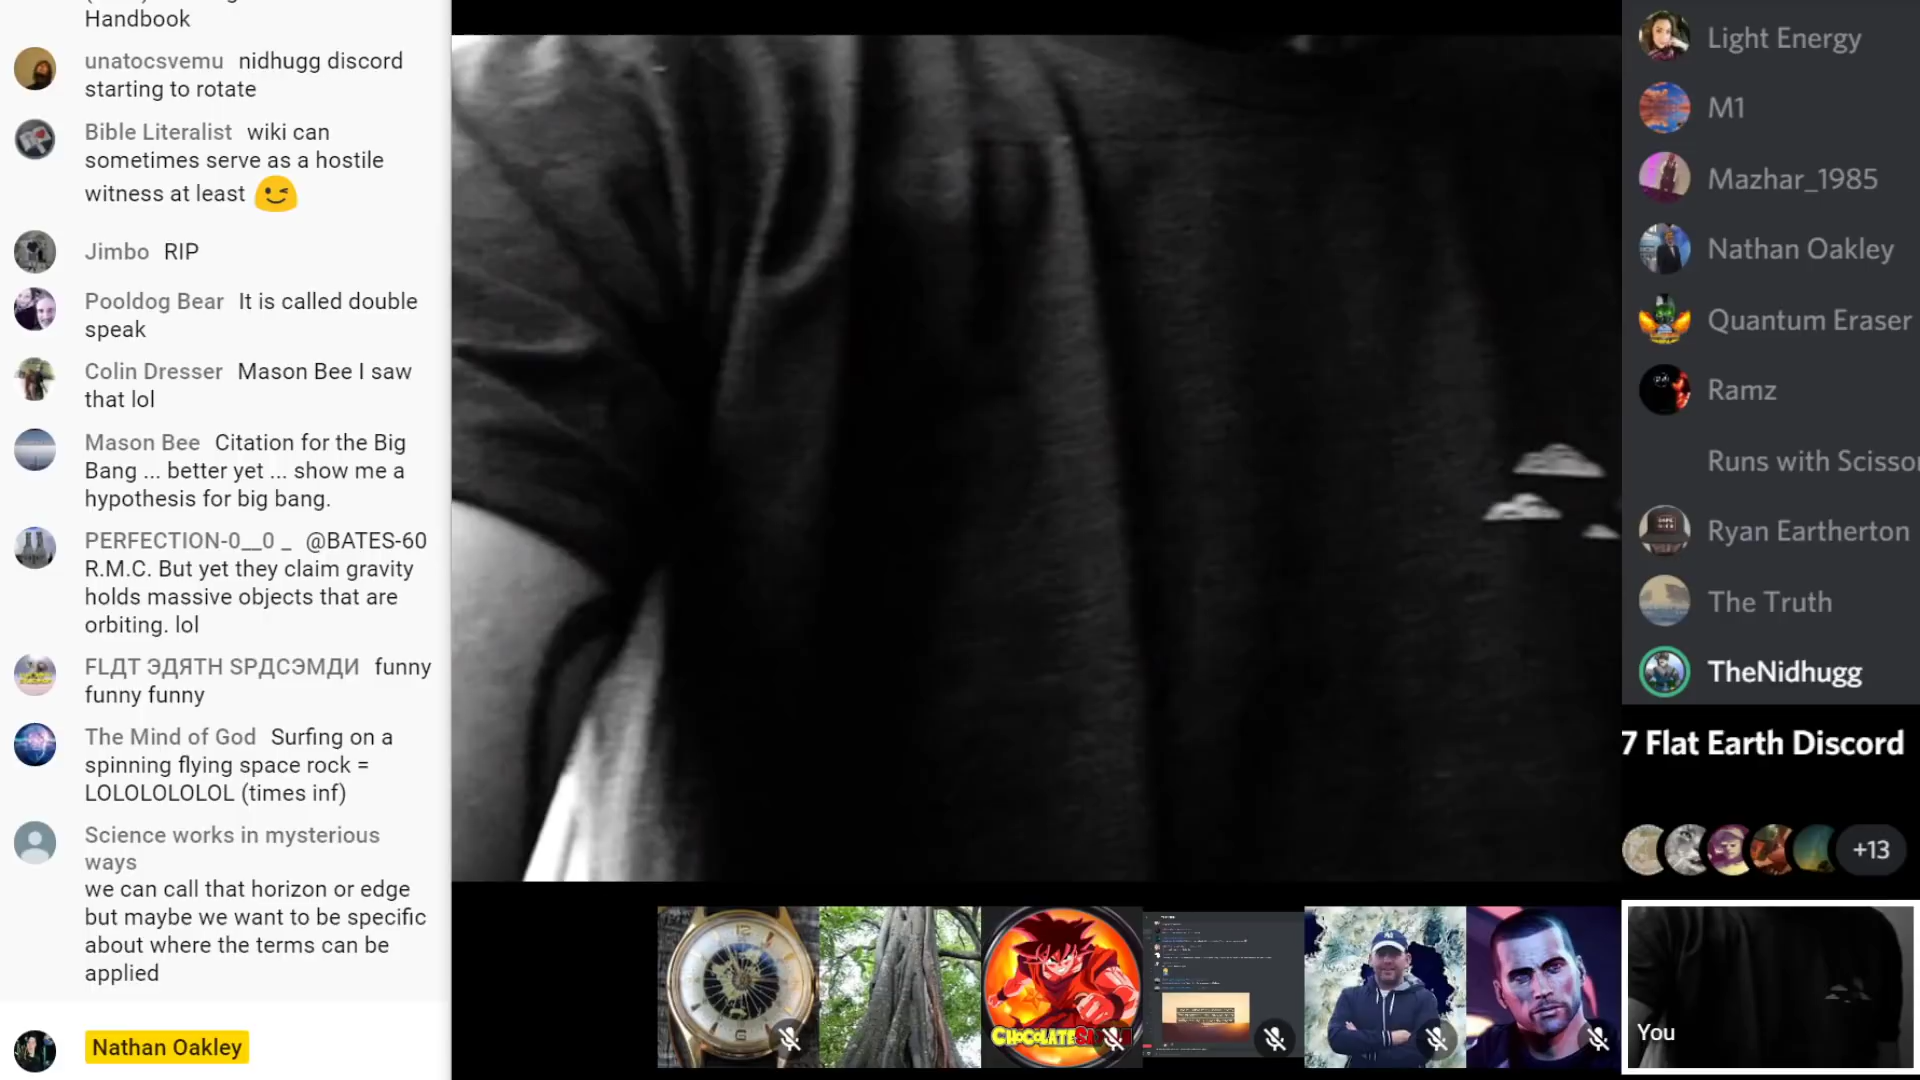 Handbook
unatocsvemu nidhugg discord
starting to rotate
Bible Literalist wiki can
sometimes serve as a hostile
witness at least
Jimbo RIP
Pooldog Bear It is called double
speak
Colin Dresser Mason Bee I saw
that lol
Mason Bee Citation for the Big
Bang ... better yet ... show me a
hypothesis for big bang.
PERFECTION-0__0 _ @BATES-60
R.M.C. But yet they claim gravity
holds massive objects that are
orbiting. lol
FLДT ЭДЯTH SPДCЭMДИ funny
funny funny
The Mind of God Surfing on a
spinning flying space rock =
LOLOLOLOLOL (times inf)
Science works in mysterious
ways
we can call that horizon or edge
but maybe we want to be specific
about where the terms can be
applied
Nathan Oakley
Light Energy
M1
Mazhar_1985
Nathan Oakley
Quantum Eraser
Ramz
Runs with Scissor
Ryan Eartherton
The Truth
TheNidhugg
7 Flat Earth Discord
+13
You